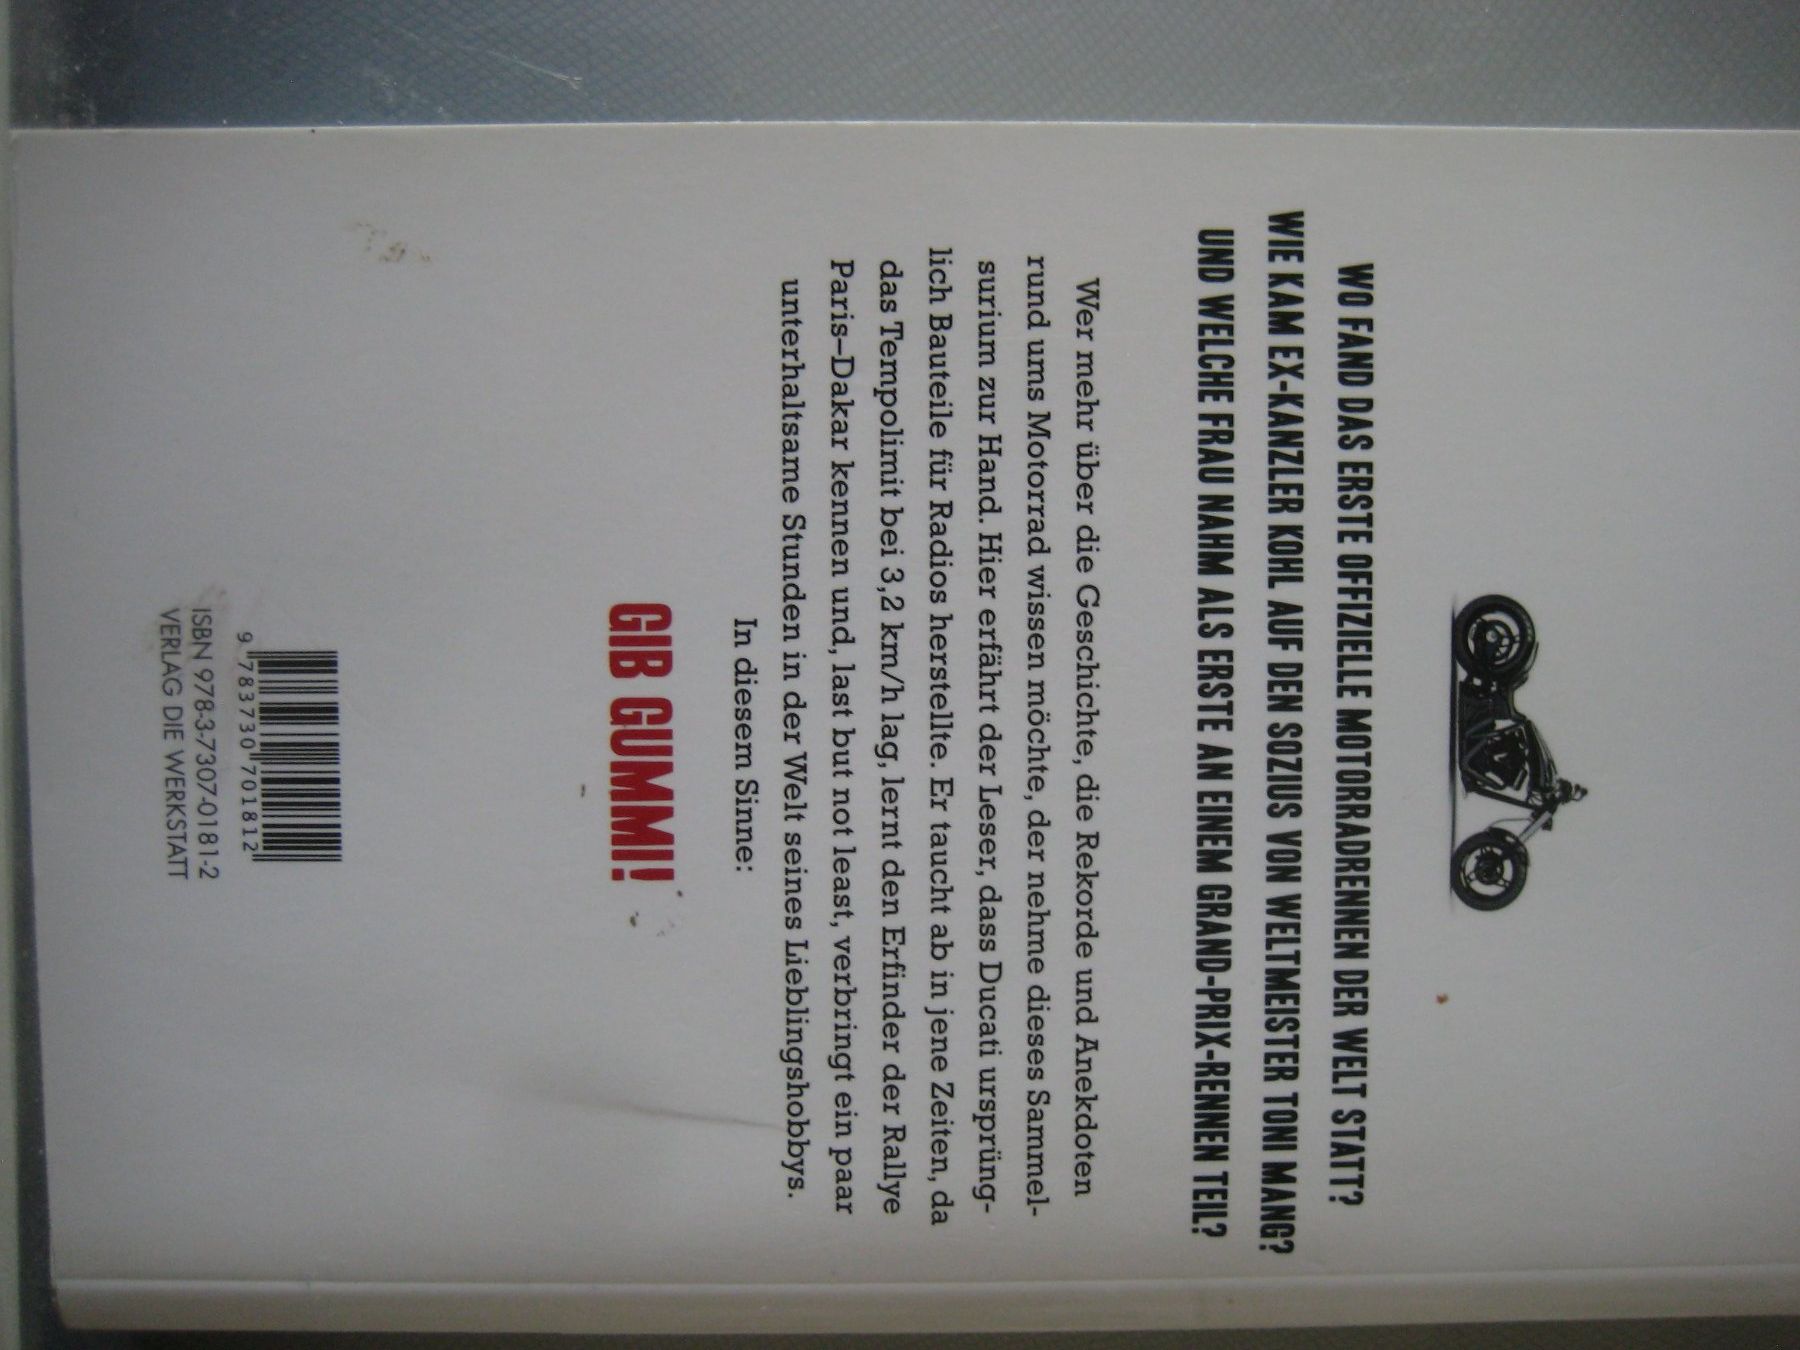 WO FAND DAS ERSTE OFFIZIELLE MOTORRADRENNEN DER WELT STATT?
WIE KAM EX-KANZLER KOHL AUF DEN SOZIUS VON WELTMEISTER TONI MANG?
UND WELCHE FRAU NAHM ALS ERSTE AN EINEM GRAND-PRIX-RENNEN TEIL?
Wer mehr über die Geschichte, die Rekorde und Anekdoten
rund ums Motorrad wissen möchte, der nehme dieses Sammel-
surium zur Hand. Hier erfährt der Leser, dass Ducati ursprüng-
lich Bauteile für Radios herstellte. Er taucht ab in jene Zeiten, da
das Tempolimit bei 3,2 km/h lag, lernt den Erfinder der Rallye
Paris–Dakar kennen und, last but not least, verbringt ein paar
unterhaltsame Stunden in der Welt seines Lieblingshobbys.
In diesem Sinne:
GIB GUMMI!
9 783730 701812
ISBN 978-3-7307-0181-2
VERLAG DIE WERKSTATT